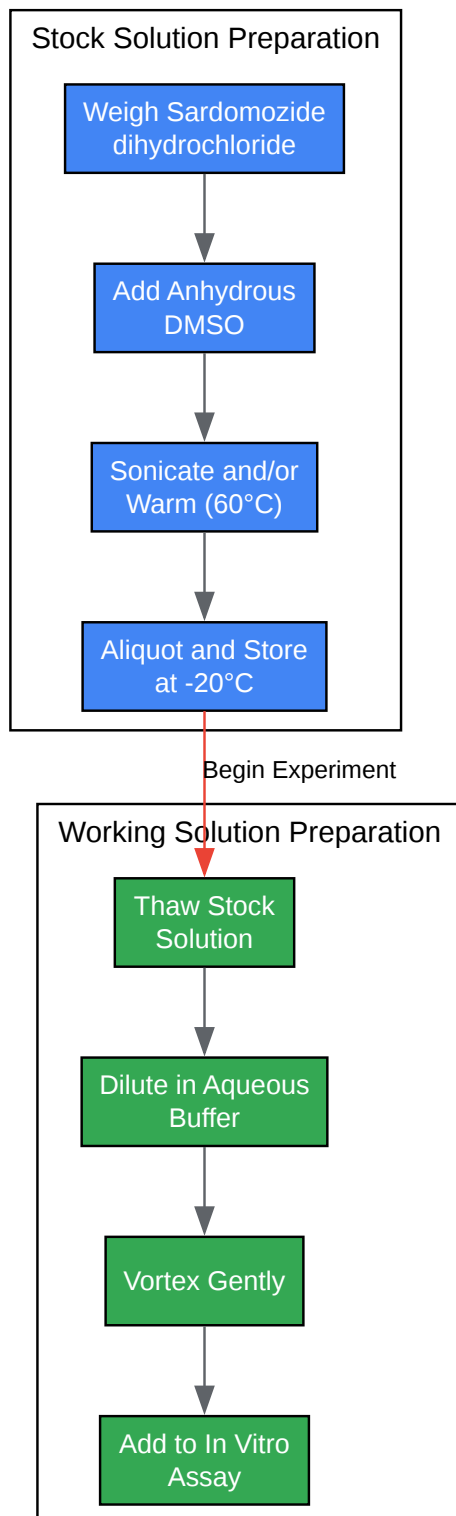 Stock Solution Preparation
Weigh Sardomozide
dihydrochloride
Add Anhydrous
DMSO
Sonicate and/or
Warm (60°C)
Aliquot and Store
at -20°C
Begin Experiment
Working Solution Preparation
Thaw Stock
Solution
Dilute in Aqueous
Buffer
Vortex Gently
Add to In Vitro
Assay